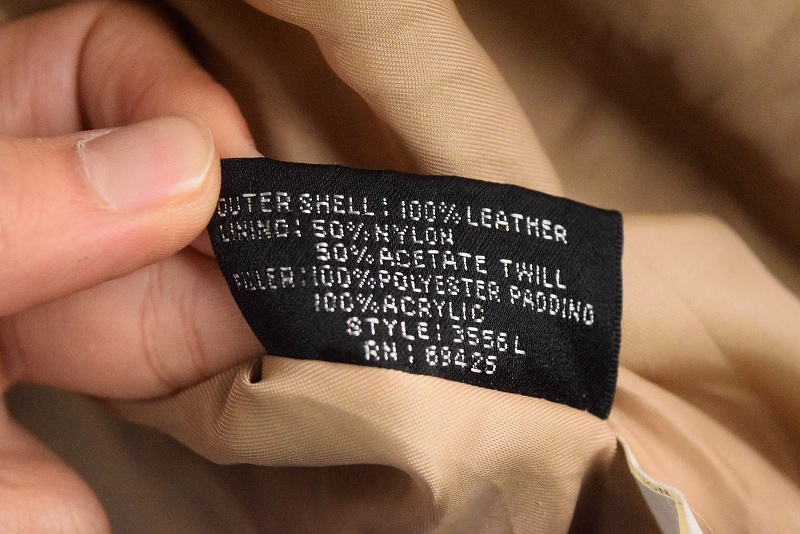 OUTER SHELL: 100% LEATHER
LINING: 50% NYLON
50% ACETATE TWILL
FILLER: 100% POLYESTER PADDING
100% ACRYLIC
STYLE: 3556L
RN: 69425